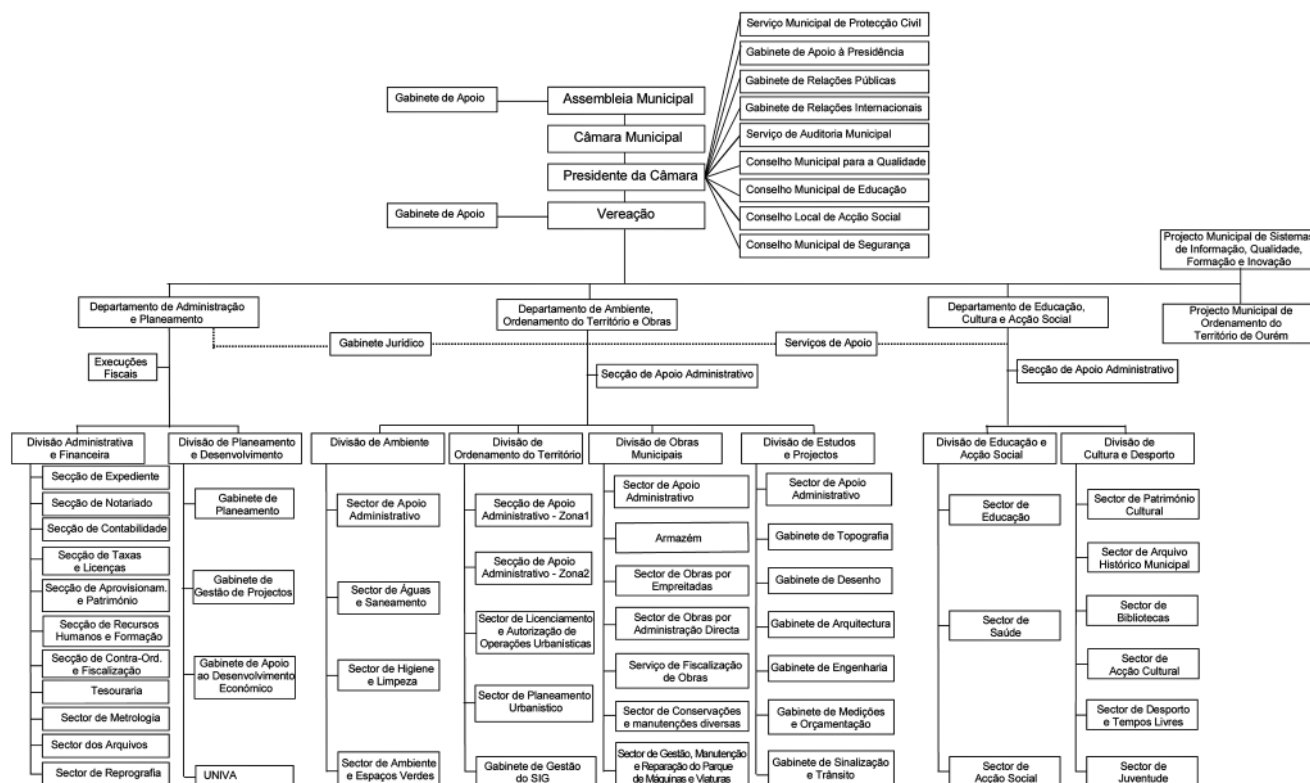 Serviço Municipal de Protecção Civil
Gabinete de Apoio à Presidência
Gabinete de Relações Públicas
Gabinete de Apoio
Assembleia Municipal
Gabinete de Relações Internacionais
Câmara Municipal
Serviço de Auditoria Municipal
Conselho Municipal para a Qualidade
Presidente da Câmara
Conselho Municipal de Educação
Gabinete de Apoio
Vereação
Conselho Local de Acção Social
Conselho Municipal de Segurança
Projecto Municipal de Sistemas
de Informação, Qualidade,
Formação e Inovação
Departamento de Administração
e Planeamento
Departamento de Ambiente,
Ordenamento do Território e Obras
Departamento de Educação,
Cultura e Acção Social
Projecto Municipal de
Ordenamento do
Território de Ourém
Gabinete Jurídico
Serviços de Apoio
Execuções
Fiscais
Secção de Apoio Administrativo
Secção de Apoio Administrativo
Divisão Administrativa
e Financeira
Secção de Expediente
Secção de Notariado
Secção de Contabilidade
Secção de Taxas
e Licenças
Secção de Aprovisionam.
e Património
Secção de Recursos
Humanos e Formação
Secção de Contra-Ord.
e Fiscalização
Tesouraria
Sector de Metrologia
Sector dos Arquivos
Sector de Reprografia
Divisão de Planeamento
e Desenvolvimento
Gabinete de
Planeamento
Gabinete de
Gestão de Projectos
Gabinete de Apoio
ao Desenvolvimento
Económico
UNIVA
Divisão de Ambiente
Sector de Apoio
Administrativo
Sector de Águas
e Saneamento
Sector de Higiene
e Limpeza
Sector de Ambiente
e Espaços Verdes
Divisão de
Ordenamento do Território
Secção de Apoio
Administrativo - Zona1
Secção de Apoio
Administrativo - Zona2
Sector de Licenciamento
e Autorização de
Operações Urbanísticas
Sector de Planeamento
Urbanistico
Gabinete de Gestão
do SIG
Divisão de Obras
Municipais
Sector de Apoio
Administrativo
Armazém
Sector de Obras por
Empreitadas
Sector de Obras por
Administração Directa
Serviço de Fiscalização
de Obras
Sector de Conservações
e manutenções diversas
Sector de Gestão, Manutenção
e Reparação do Parque
de Máquinas e Viaturas
Divisão de Estudos
e Projectos
Sector de Apoio
Administrativo
Gabinete de Topografia
Gabinete de Desenho
Gabinete de Arquitectura
Gabinete de Engenharia
Gabinete de Medições
e Orçamentação
Gabinete de Sinalização
e Trânsito
Divisão de Educação e
Acção Social
Sector de
Educação
Sector de
Saúde
Sector de
Acção Social
Divisão de
Cultura e Desporto
Sector de Património
Cultural
Sector de Arquivo
Histórico Municipal
Sector de
Bibliotecas
Sector de
Acção Cultural
Sector de Desporto
e Tempos Livres
Sector de
Juventude